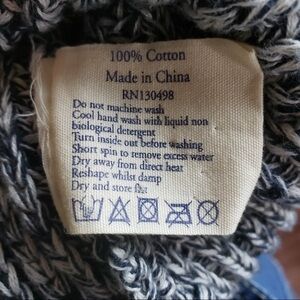 100% Cotton
Made in China
RN130498
Do not machine wash
Cool hand wash with liquid non
biological detergent
Turn inside out before washing
Short spin to remove excess water
Dry away from direct heat
Reshape whilst damp
Dry and store flat